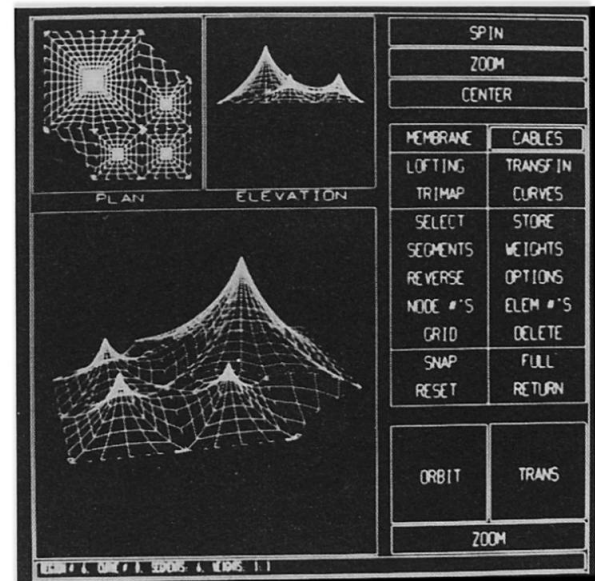 SPIN
ZOOM
CENTER
MEMBRANE CABLES
LOFTING TRANSFIN
TRIMAP CURVES
PLAN ELEVATION
SELECT STORE
SEGMENTS WEIGHTS
REVERSE OPTIONS
NODE #'S ELEM #'S
GRID DELETE
SNAP FULL
RESET RETURN
ORBIT TRANS
ZOOM